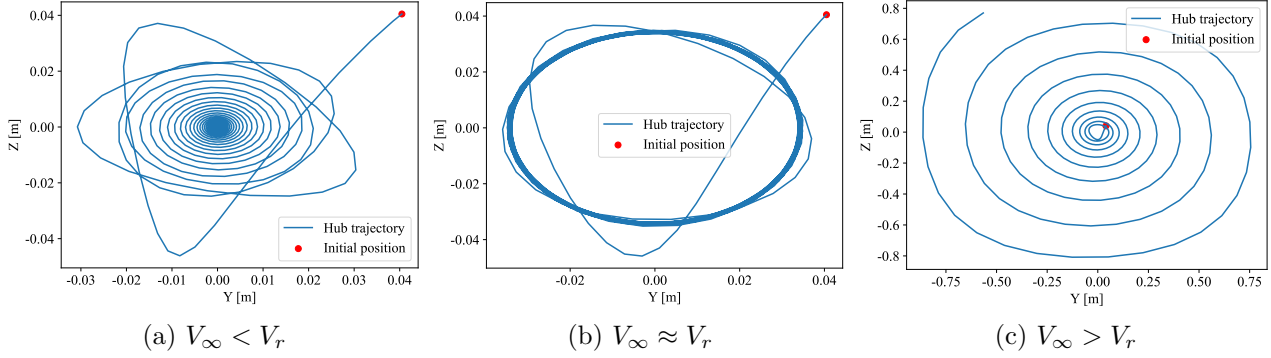 0.04
0.02
0.00
-0.02
-0.04
Z [m]
-0.03
-0.02
-0.01
0.00
0.01
0.02
0.03
0.04
Y [m]
Hub trajectory
Initial position
(a) V∞ < Vr
0.04
0.02
0.00
-0.02
-0.04
Z [m]
-0.02
0.00
0.02
0.04
Y [m]
Hub trajectory
Initial position
(b) V∞ ≈ Vr
0.8
0.6
0.4
0.2
0.0
-0.2
-0.4
-0.6
-0.8
Z [m]
-0.75
-0.50
-0.25
0.00
0.25
0.50
0.75
Y [m]
Hub trajectory
Initial position
(c) V∞ > Vr